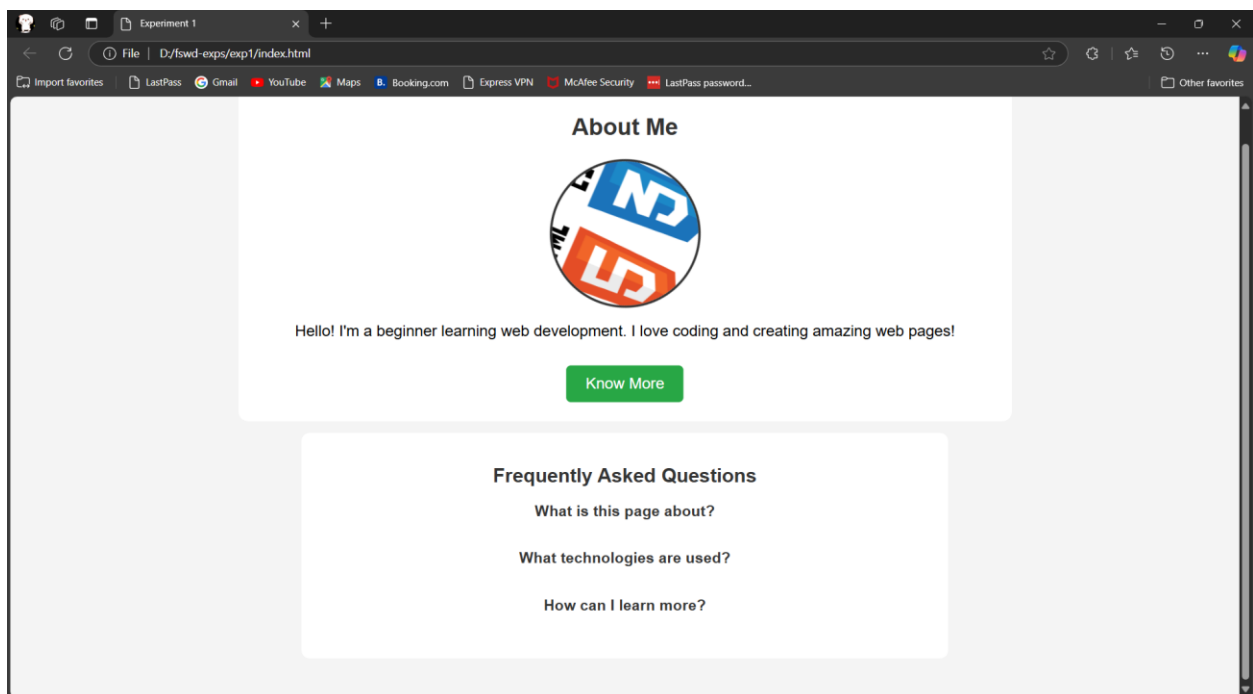 Experiment 1
File | D:/fswd-exps/exp1/index.html
Import favorites LastPass Gmail YouTube Maps B. Booking.com Express VPN McAfee Security LastPass password... Other favorites
About Me
Hello! I'm a beginner learning web development. I love coding and creating amazing web pages!
Know More
Frequently Asked Questions
What is this page about?
What technologies are used?
How can I learn more?